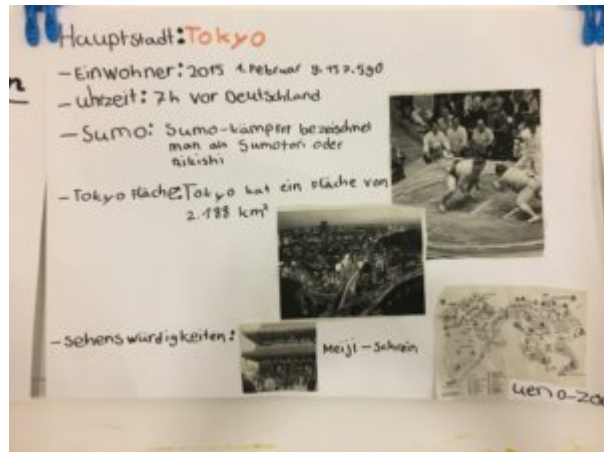 n
Hauptstadt: Tokyo
- Einwohner: 2015 1. Februar 9.157.590
- Uhrzeit: 7h vor Deutschland
- Sumo: Sumo-kämpfer bezeichnet
man als Sumotori oder
rikishi
- Tokyo Fläche: Tokyo hat ein Fläche von
2.188 km²
- Sehenswürdigkeiten:
Meiji-Schrein
ueno-zoo